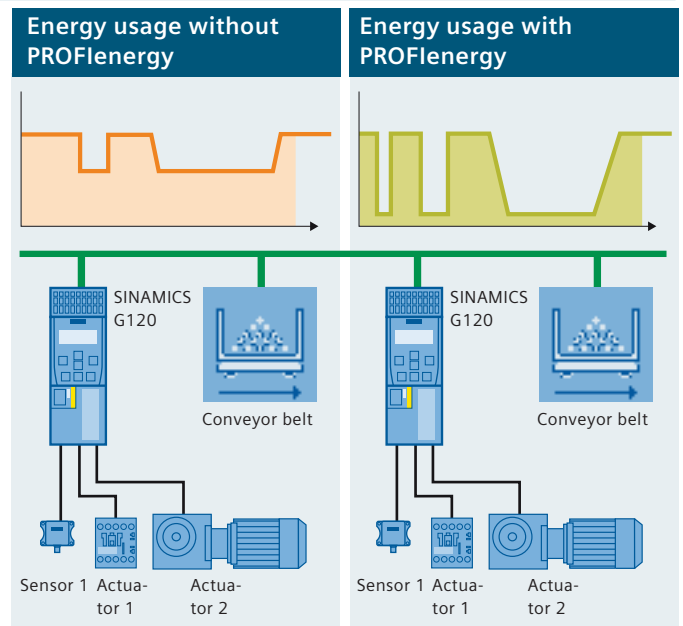 Energy usage without
PROFIenergy
Energy usage with
PROFIenergy
SINAMICS
G120
Conveyor belt
SINAMICS
G120
Conveyor belt
Sensor 1
Actua-
tor 1
Actua-
tor 2
Sensor 1
Actua-
tor 1
Actua-
tor 2